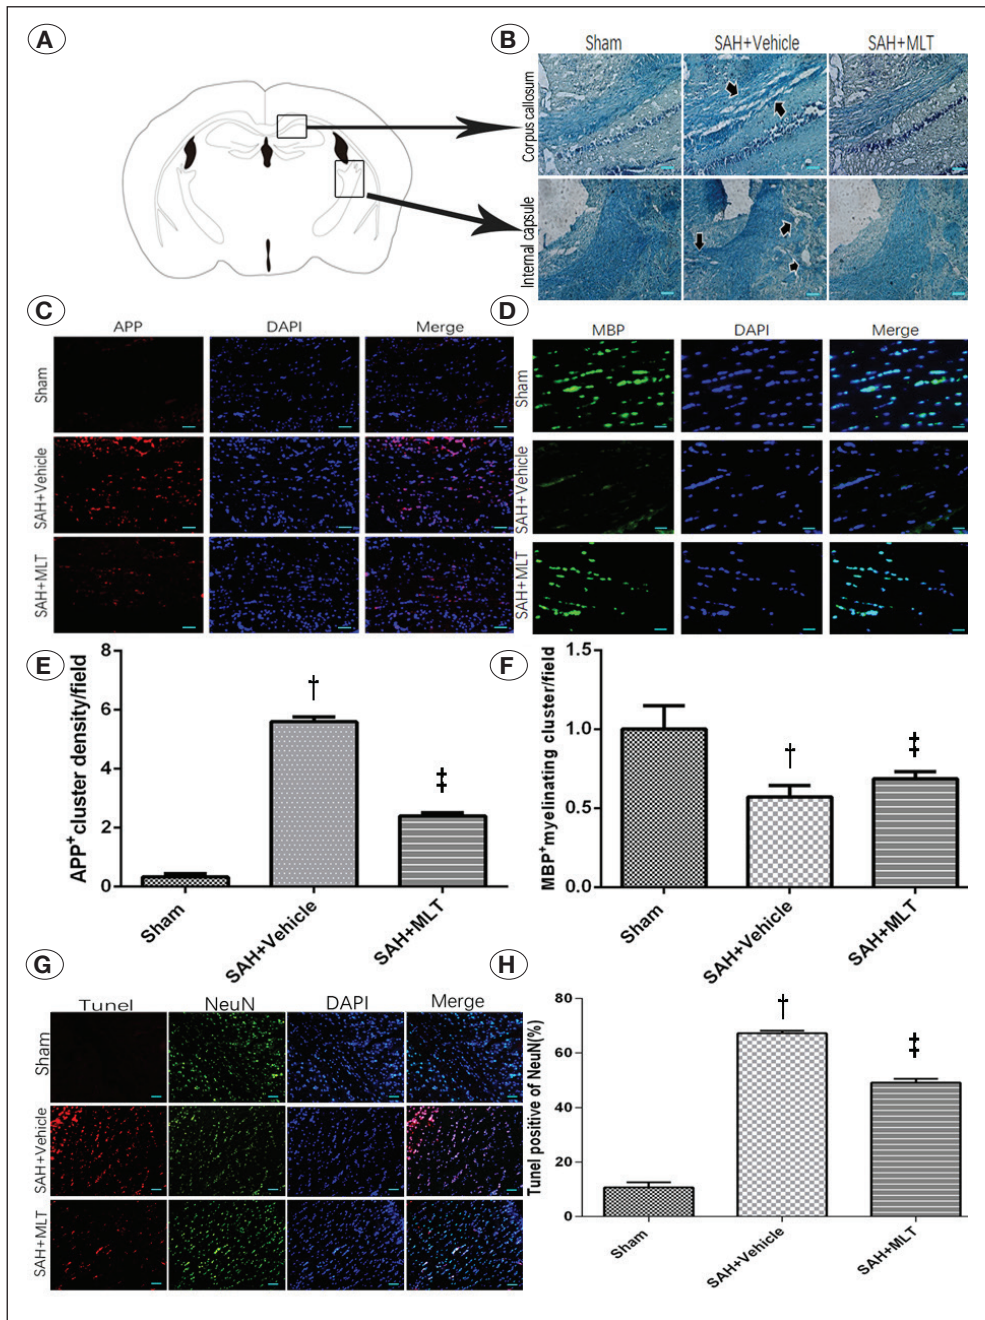 A
B
Sham SAH+Vehicle SAH+MLT
Corpus callosum
Internal capsule
C
APP DAPI Merge
Sham
SAH+Vehicle
SAH+MLT
D
MBP DAPI Merge
Sham
SAH+Vehicle
SAH+MLT
E
APP+cluster density/field
8
6
4
2
0
†
‡
Sham
SAH+Vehicle
SAH+MLT
F
MBP+myelinating cluster/field
1.5
1.0
0.5
0.0
†
‡
Sham
SAH+Vehicle
SAH+MLT
G
Tunel NeuN DAPI Merge
Sham
SAH+Vehicle
SAH+MLT
H
Tunel positive of NeuN(%)
80
60
40
20
0
†
‡
Sham
SAH+Vehicle
SAH+MLT